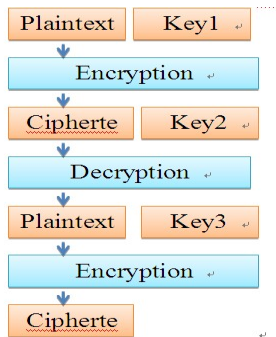 Plaintext Key1
Encryption
Cipherte Key2
Decryption
Plaintext Key3
Encryption
Cipherte